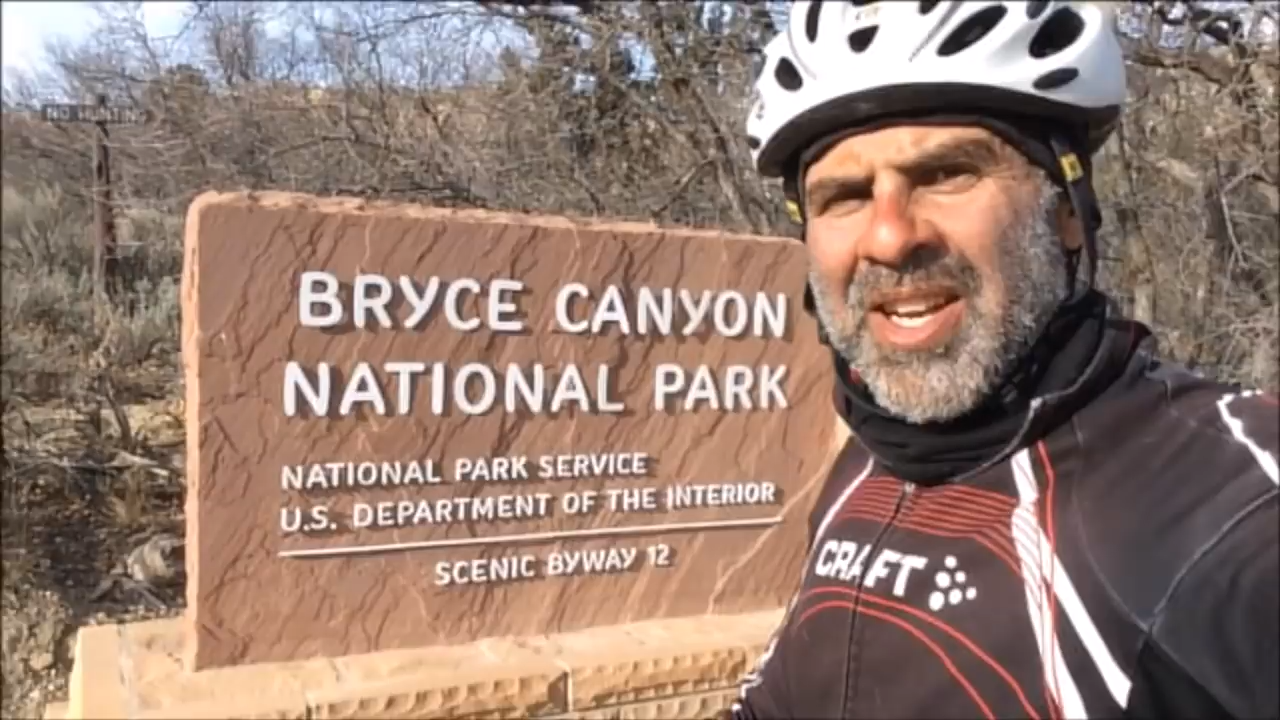 NO HUNTING
BRYCE CANYON
NATIONAL PARK
NATIONAL PARK SERVICE
U.S. DEPARTMENT OF THE INTERIOR
SCENIC BYWAY 12
CRAFT